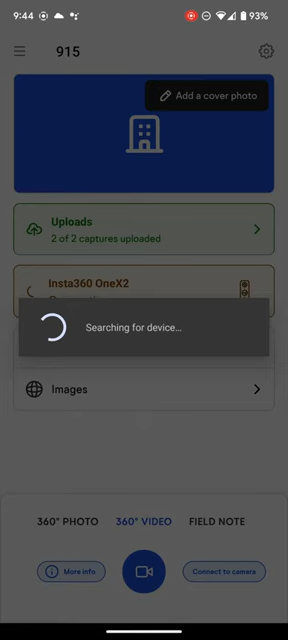 9:44
93%
915
Add a cover photo
Uploads
2 of 2 captures uploaded
Insta360 OneX2
Searching for device...
Images
360° PHOTO 360° VIDEO FIELD NOTE
More info
Connect to camera